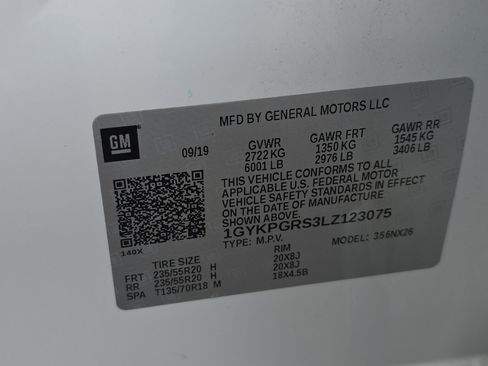 MFD BY GENERAL MOTORS LLC
GM
09/19 GVWR GAWR FRT GAWR RR
2722 KG 1350 KG 1545 KG
6001 LB 2976 LB 3406 LB
THIS VEHICLE CONFORMS TO ALL
APPLICABLE U.S. FEDERAL MOTOR
VEHICLE SAFETY STANDARDS IN EFFECT
ON THE DATE OF MANUFACTURE
SHOWN ABOVE.
1GYKPGRS3LZ123075
TYPE: M.P.V. MODEL: 356NX26
140X
TIRE SIZE RIM
FRT 235/55R20 H 20X8J
RR 235/55R20 H 20X8J
SPA T135/70R18 M 18X4.5B